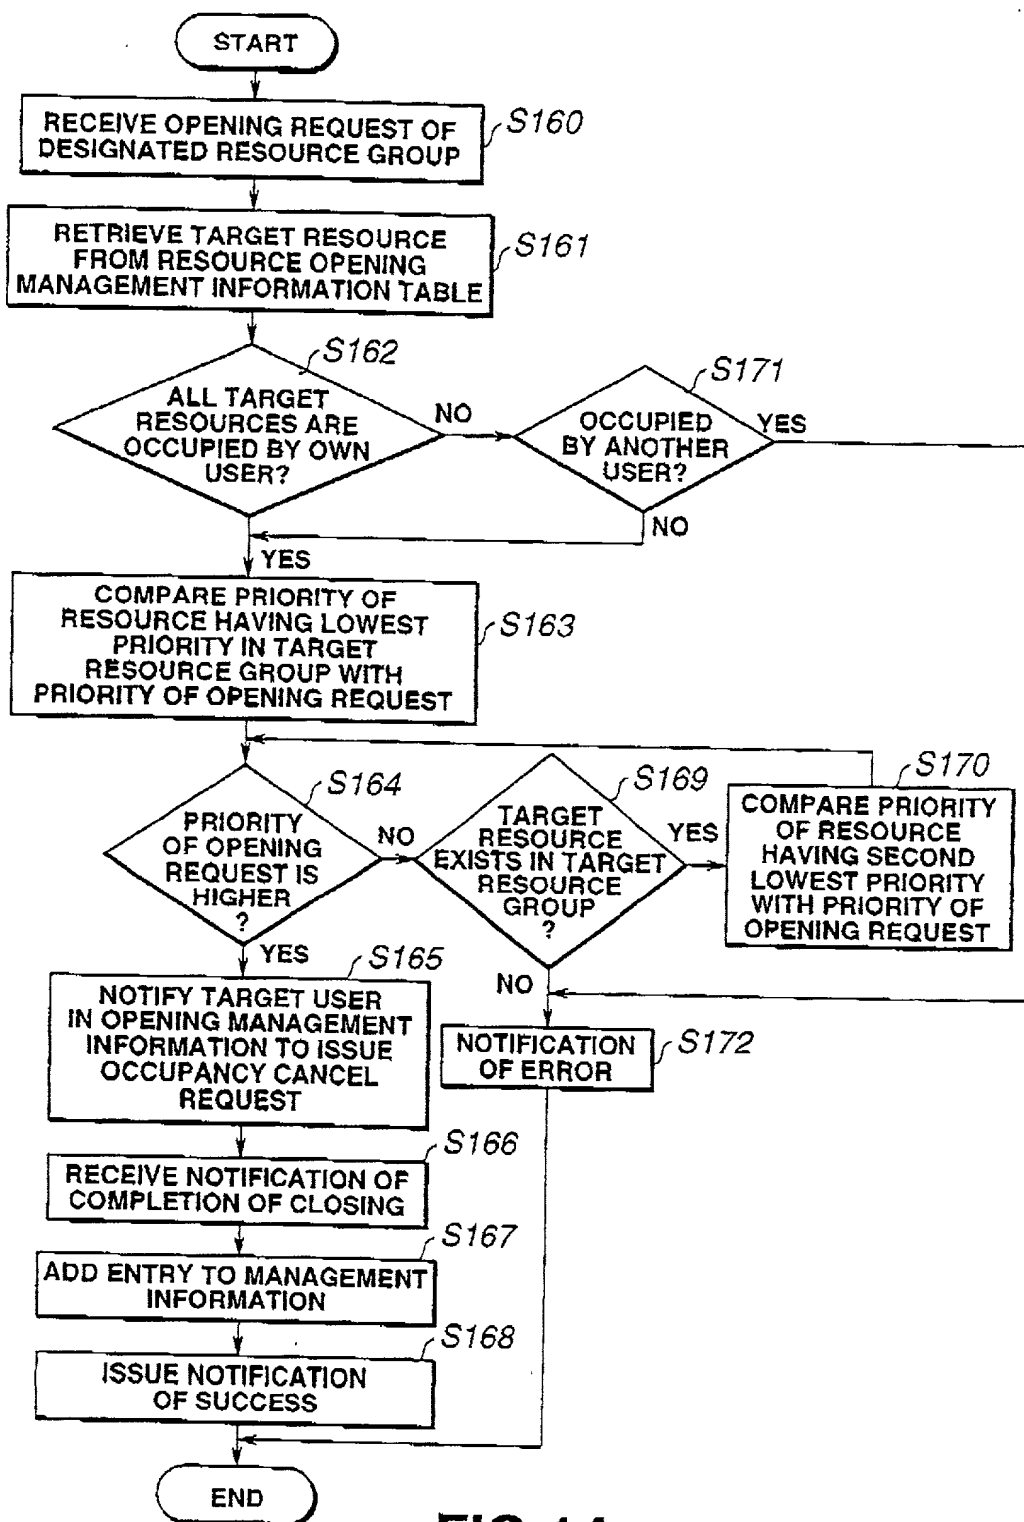 START
RECEIVE OPENING REQUEST OF
DESIGNATED RESOURCE GROUP
S160
RETRIEVE TARGET RESOURCE
FROM RESOURCE OPENING
MANAGEMENT INFORMATION TABLE
S161
ALL TARGET
RESOURCES ARE
OCCUPIED BY OWN
USER?
S162
NO
OCCUPIED
BY ANOTHER
USER?
S171
YES
NO
YES
COMPARE PRIORITY OF
RESOURCE HAVING LOWEST
PRIORITY IN TARGET
RESOURCE GROUP WITH
PRIORITY OF OPENING REQUEST
S163
PRIORITY
OF OPENING
REQUEST IS
HIGHER
?
S164
NO
TARGET
RESOURCE
EXISTS IN TARGET
RESOURCE
GROUP
?
S169
YES
COMPARE PRIORITY
OF RESOURCE
HAVING SECOND
LOWEST PRIORITY
WITH PRIORITY OF
OPENING REQUEST
S170
YES
NO
NOTIFY TARGET USER
IN OPENING MANAGEMENT
INFORMATION TO ISSUE
OCCUPANCY CANCEL
REQUEST
S165
NOTIFICATION
OF ERROR
S172
RECEIVE NOTIFICATION OF
COMPLETION OF CLOSING
S166
ADD ENTRY TO MANAGEMENT
INFORMATION
S167
ISSUE NOTIFICATION
OF SUCCESS
S168
END